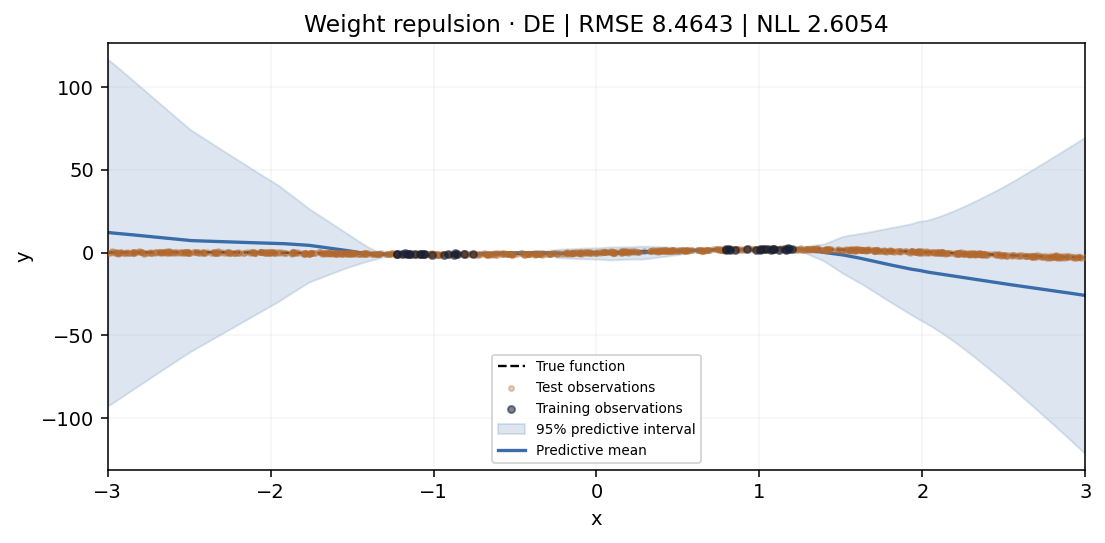 Weight repulsion · DE | RMSE 8.4643 | NLL 2.6054
100
50
0
−50
−100
y
True function
Test observations
Training observations
95% predictive interval
Predictive mean
−3 −2 −1 0 1 2 3
x